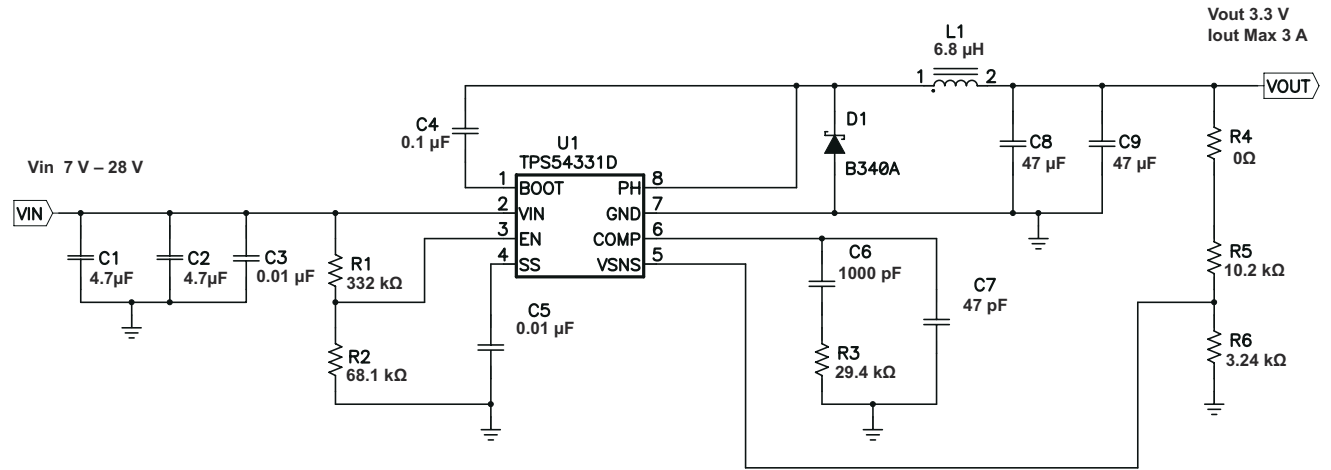 Vout 3.3 V
Iout Max 3 A
L1
6.8 µH
1
2
VOUT
C4
0.1 µF
D1
B340A
C8
47 µF
C9
47 µF
R4
0Ω
U1
TPS54331D
Vin 7 V – 28 V
1
BOOT
PH
8
VIN
2
VIN
GND
7
3
EN
COMP
6
4
SS
VSNS
5
C1
4.7µF
C2
4.7µF
C3
0.01 µF
R1
332 kΩ
C6
1000 pF
C7
47 pF
R5
10.2 kΩ
C5
0.01 µF
R2
68.1 kΩ
R3
29.4 kΩ
R6
3.24 kΩ